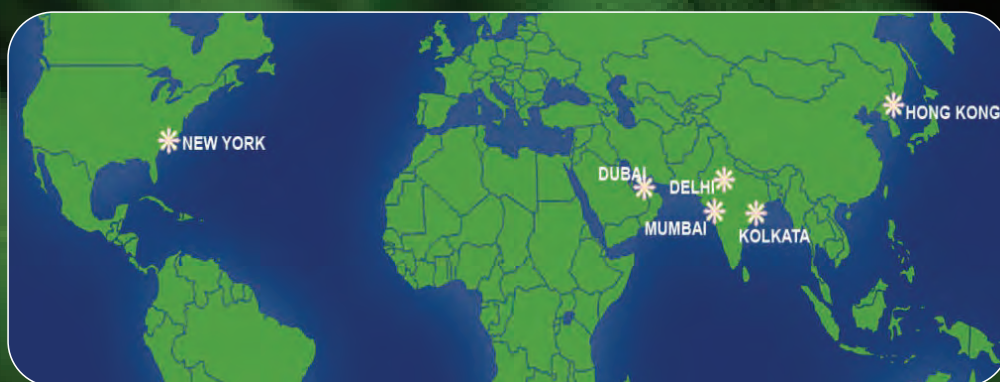 HONG KONG
NEW YORK
DUBAI
DELHI
MUMBAI
KOLKATA